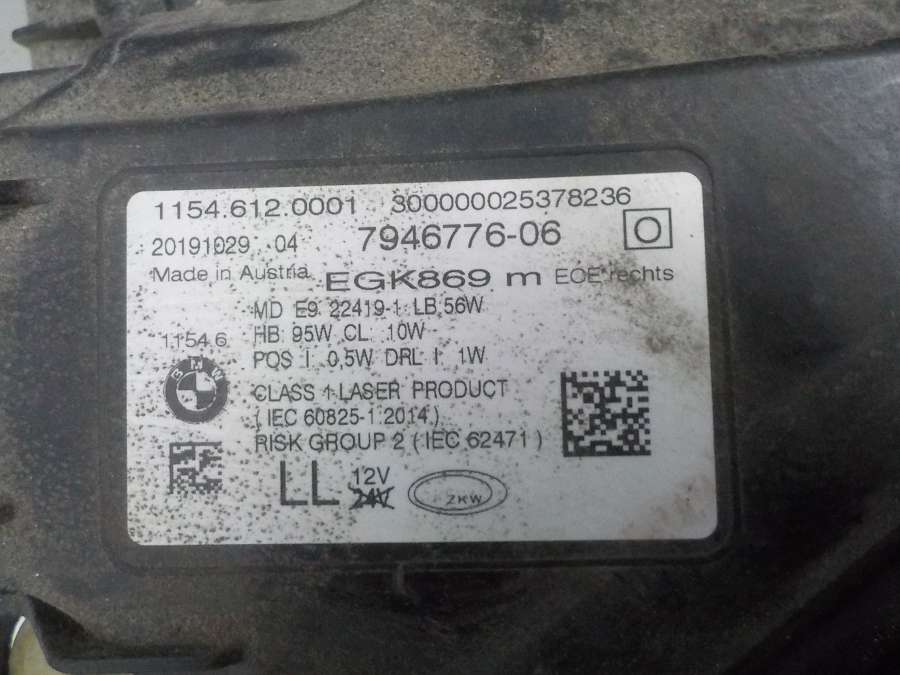 1154.612.0001 300000025378236
20191029 04 7946776-06 O
Made in Austria EGK869 m ECE rechts
MD E9 22419-1 LB 56W
1154.6 HB 95W CL 10W
POS I 0,5W DRL I 1W
BMW
CLASS 1 LASER PRODUCT
(IEC 60825-1:2014)
RISK GROUP 2 (IEC 62471)
LL 12V
24V
ZKW